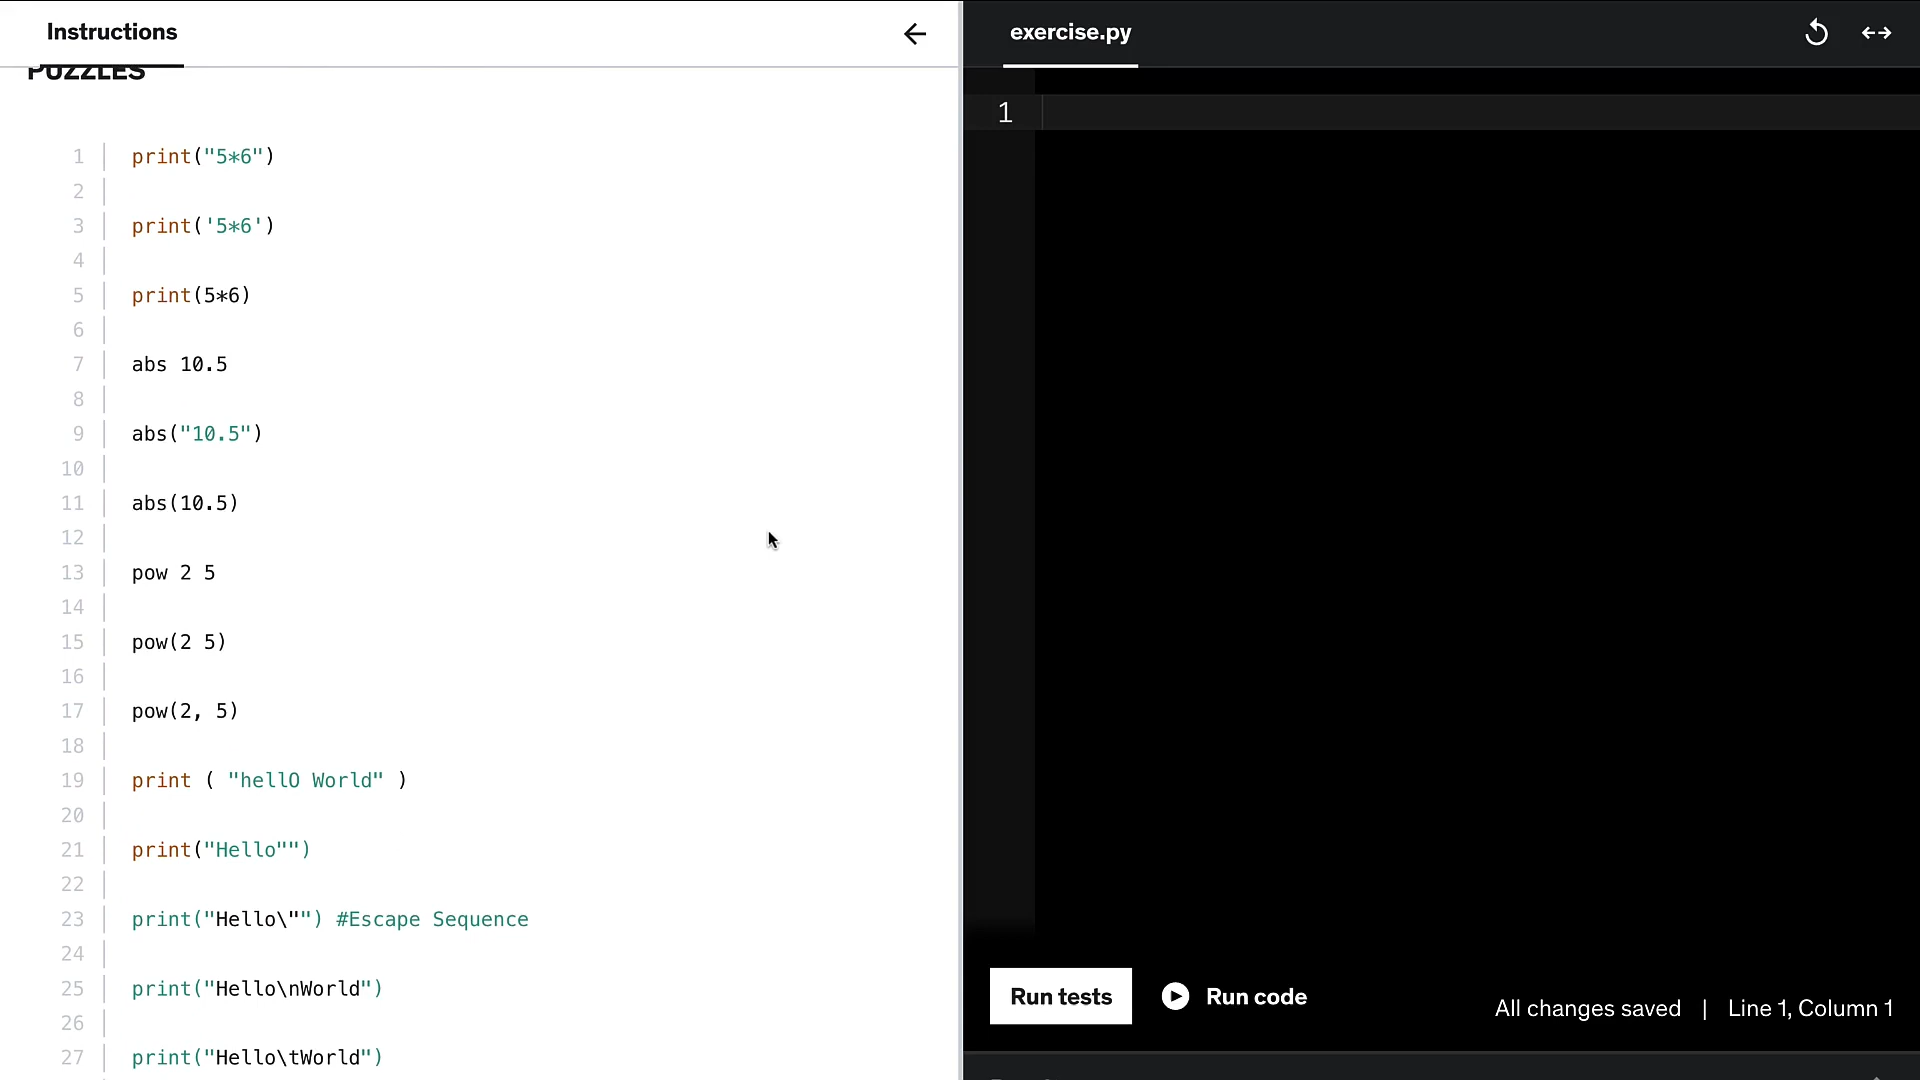 Instructions
exercise.py
PUZZLES
1 print("5*6")
2
3 print('5*6')
4
5 print(5*6)
6
7 abs 10.5
8
9 abs("10.5")
10
11 abs(10.5)
12
13 pow 2 5
14
15 pow(2 5)
16
17 pow(2, 5)
18
19 print ( "hellO World" )
20
21 print("Hello"")
22
23 print("Hello\"") #Escape Sequence
24
25 print("Hello\nWorld")
26
27 print("Hello\tWorld")
1
Run tests
Run code
All changes saved | Line 1, Column 1